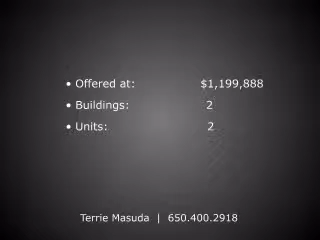 • Offered at: $1,199,888
• Buildings: 2
• Units: 2
Terrie Masuda | 650.400.2918